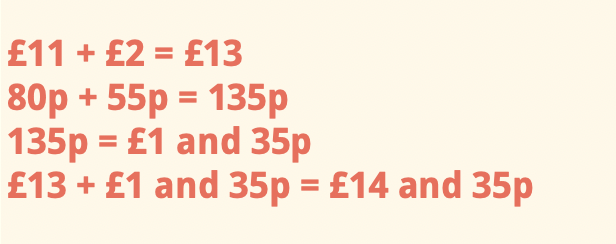 £11 + £2 = £13
80p + 55p = 135p
135p = £1 and 35p
£13 + £1 and 35p = £14 and 35p